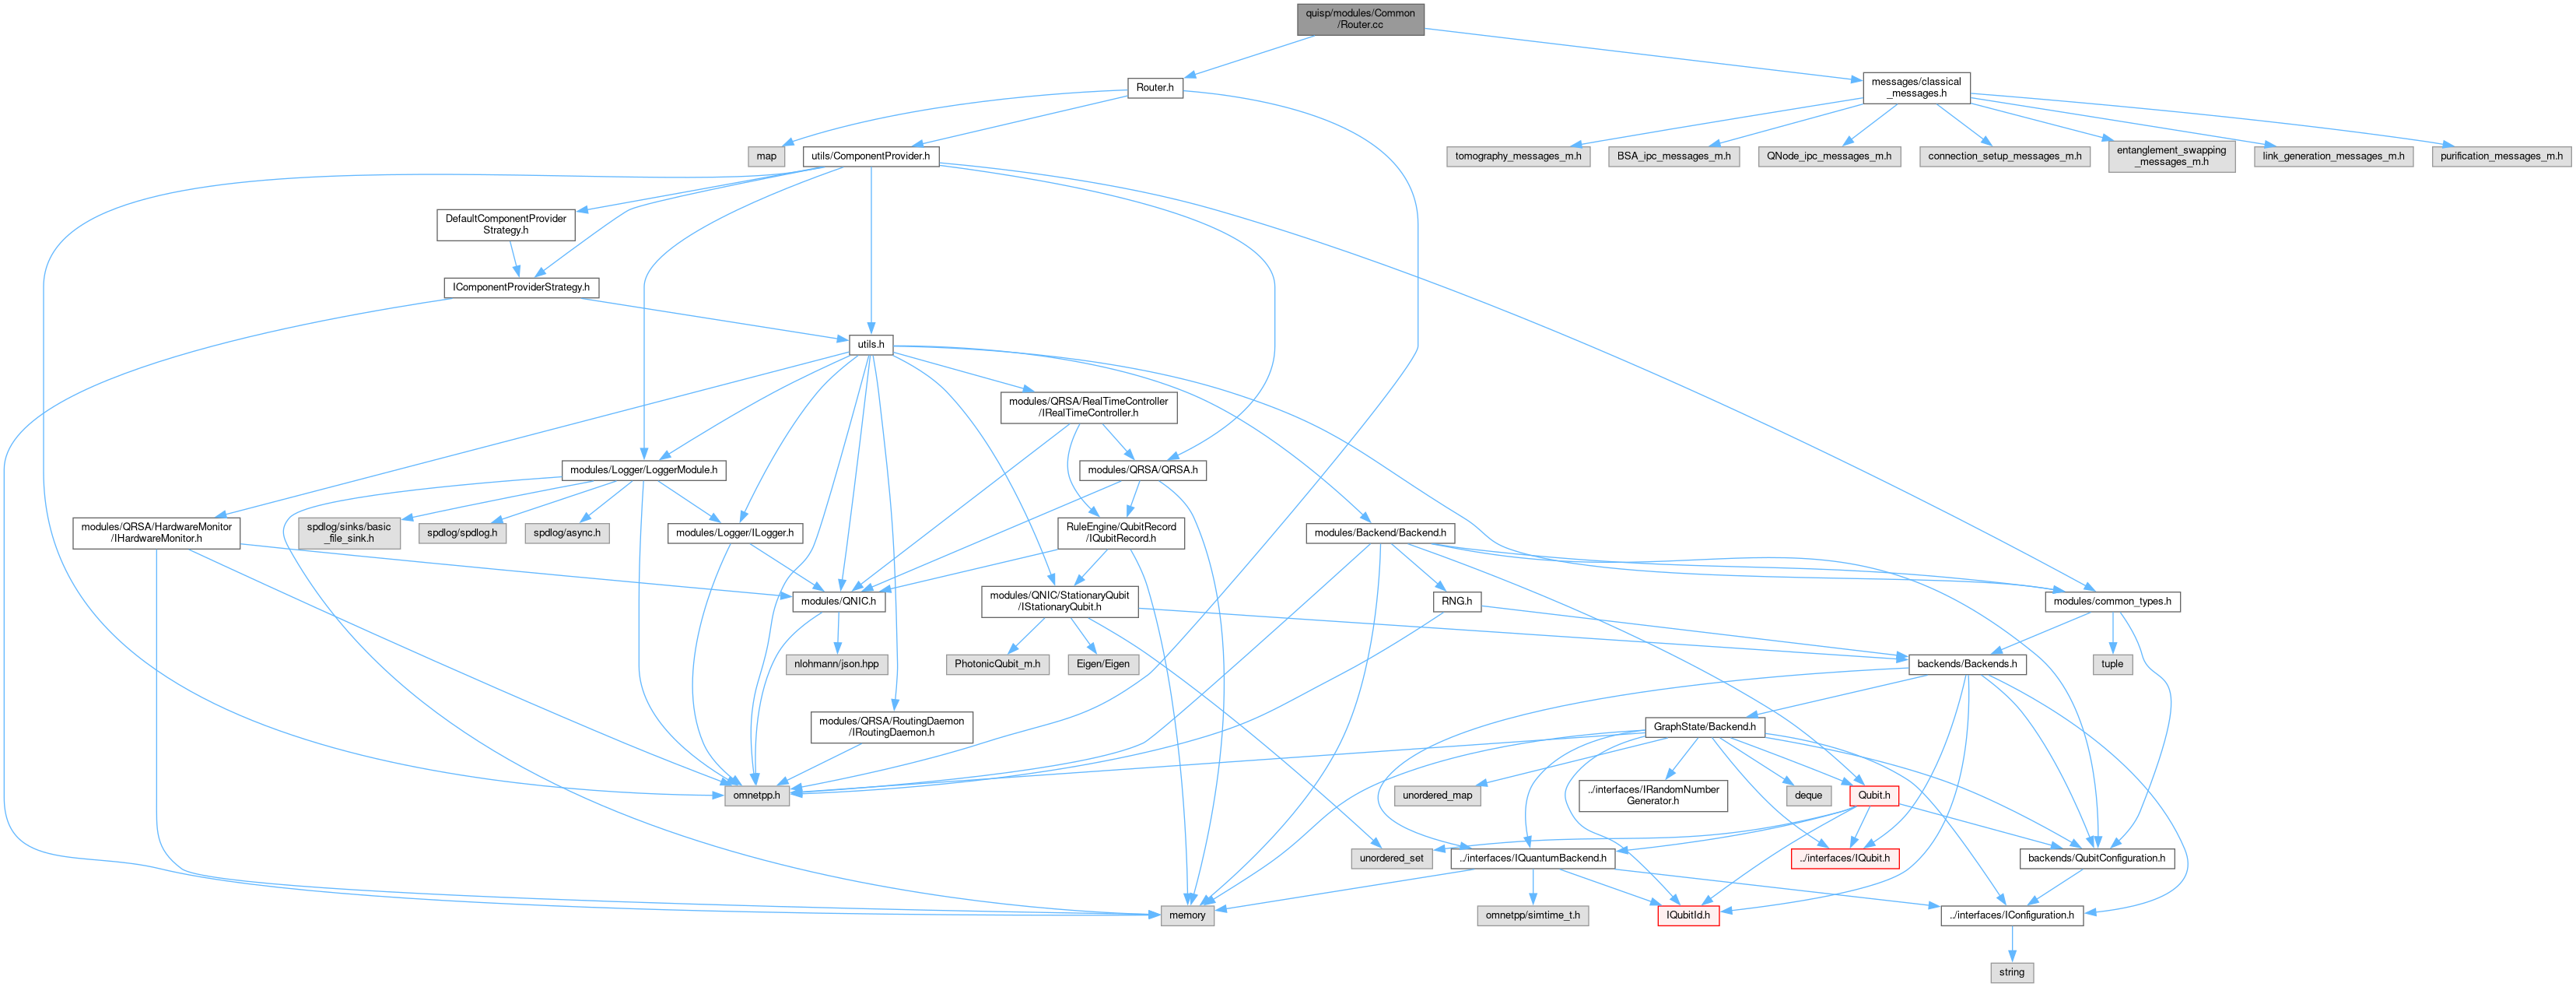 quisp/modules/Common
/Router.cc
Router.h
messages/classical
_messages.h
map
utils/ComponentProvider.h
tomography_messages_m.h
BSA_ipc_messages_m.h
QNode_ipc_messages_m.h
connection_setup_messages_m.h
entanglement_swapping
_messages_m.h
link_generation_messages_m.h
purification_messages_m.h
DefaultComponentProvider
Strategy.h
IComponentProviderStrategy.h
utils.h
modules/QRSA/RealTimeController
/IRealTimeController.h
modules/Logger/LoggerModule.h
modules/QRSA/QRSA.h
modules/QRSA/HardwareMonitor
/IHardwareMonitor.h
spdlog/sinks/basic
_file_sink.h
spdlog/spdlog.h
spdlog/async.h
modules/Logger/ILogger.h
RuleEngine/QubitRecord
/IQubitRecord.h
modules/Backend/Backend.h
modules/QNIC.h
modules/QNIC/StationaryQubit
/IStationaryQubit.h
RNG.h
modules/common_types.h
nlohmann/json.hpp
PhotonicQubit_m.h
Eigen/Eigen
backends/Backends.h
tuple
modules/QRSA/RoutingDaemon
/IRoutingDaemon.h
GraphState/Backend.h
omnetpp.h
unordered_map
../interfaces/IRandomNumber
Generator.h
deque
Qubit.h
unordered_set
../interfaces/IQuantumBackend.h
../interfaces/IQubit.h
backends/QubitConfiguration.h
memory
omnetpp/simtime_t.h
IQubitId.h
../interfaces/IConfiguration.h
string